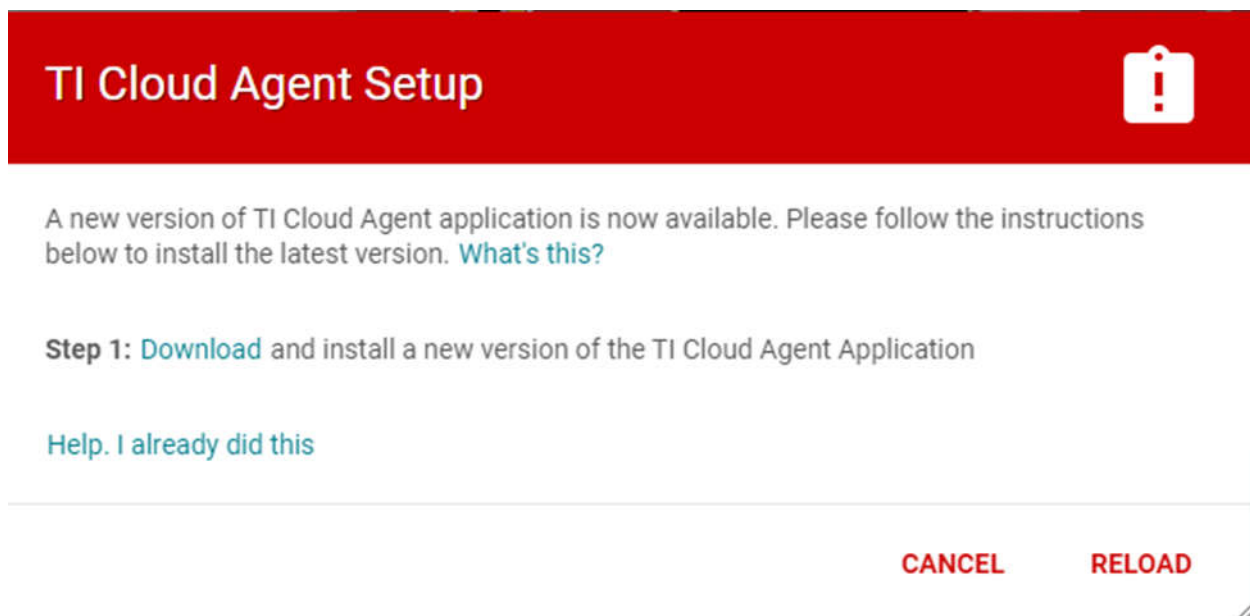 TI Cloud Agent Setup
A new version of TI Cloud Agent application is now available. Please follow the instructions
below to install the latest version. What's this?
Step 1: Download and install a new version of the TI Cloud Agent Application
Help. I already did this
CANCEL RELOAD